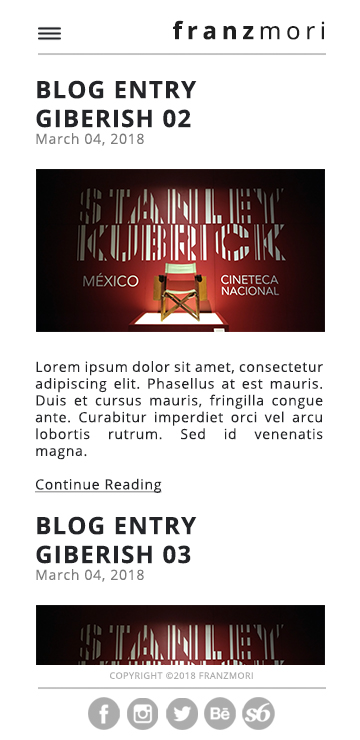 franzmori
BLOG ENTRY
GIBERISH 02
March 04, 2018
STANLEY
KUBRICK
MÉXICO
CINETECA
NACIONAL
Lorem ipsum dolor sit amet, consectetur
adipiscing elit. Phasellus at est mauris.
Duis et cursus mauris, fringilla congue
ante. Curabitur imperdiet orci vel arcu
lobortis rutrum. Sed id venenatis
magna.
Continue Reading
BLOG ENTRY
GIBERISH 03
March 04, 2018
STANLEY
COPYRIGHT ©2018 FRANZMORI
f
Bē
s6